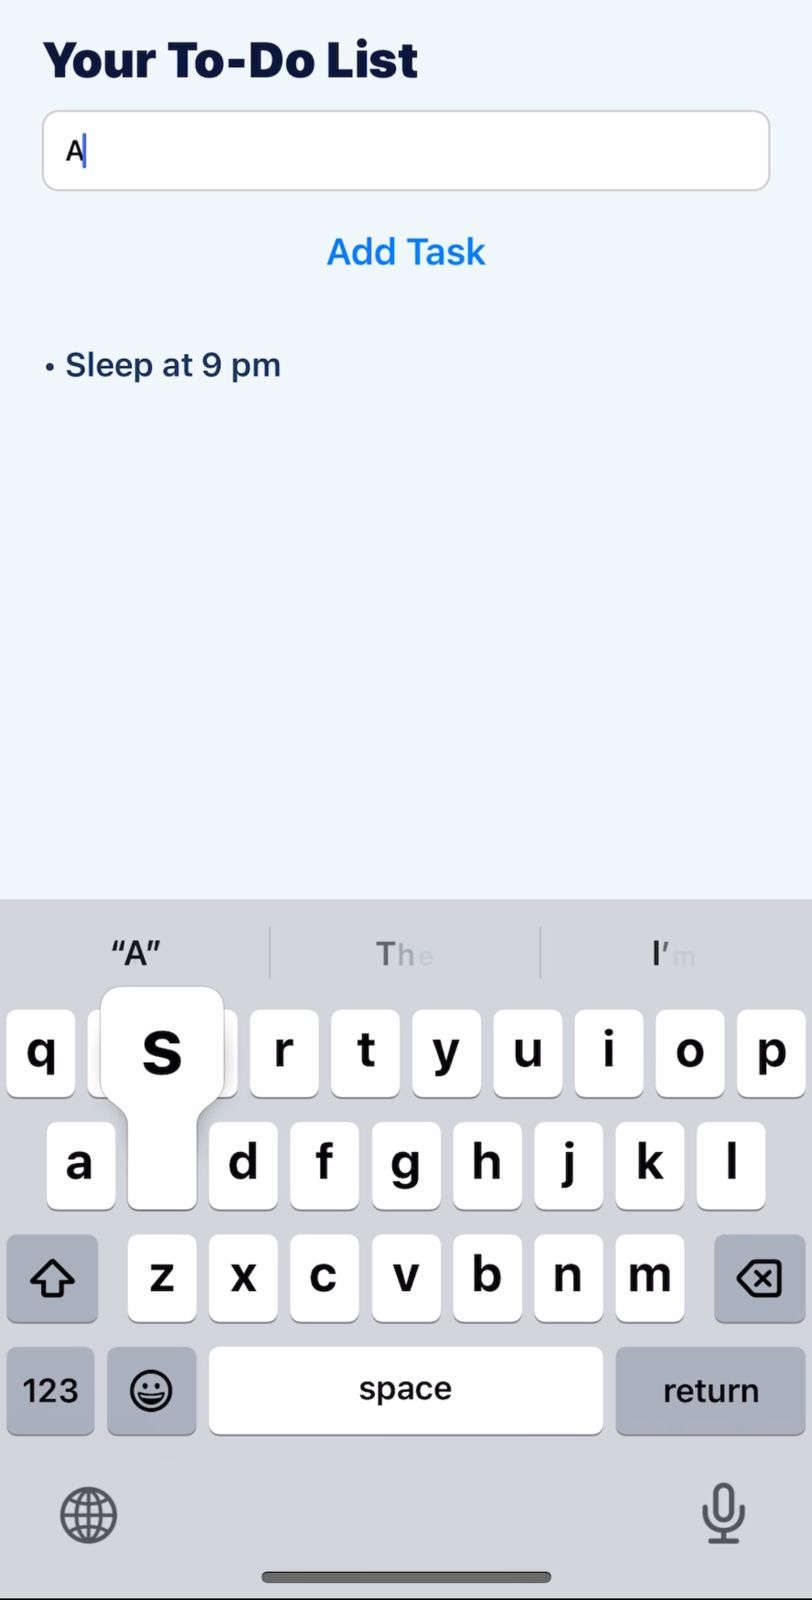 Your To-Do List
A
Add Task
• Sleep at 9 pm
“A” The I’m
q r t y u i o p
S
a d f g h j k l
z x c v b n m
123 space return